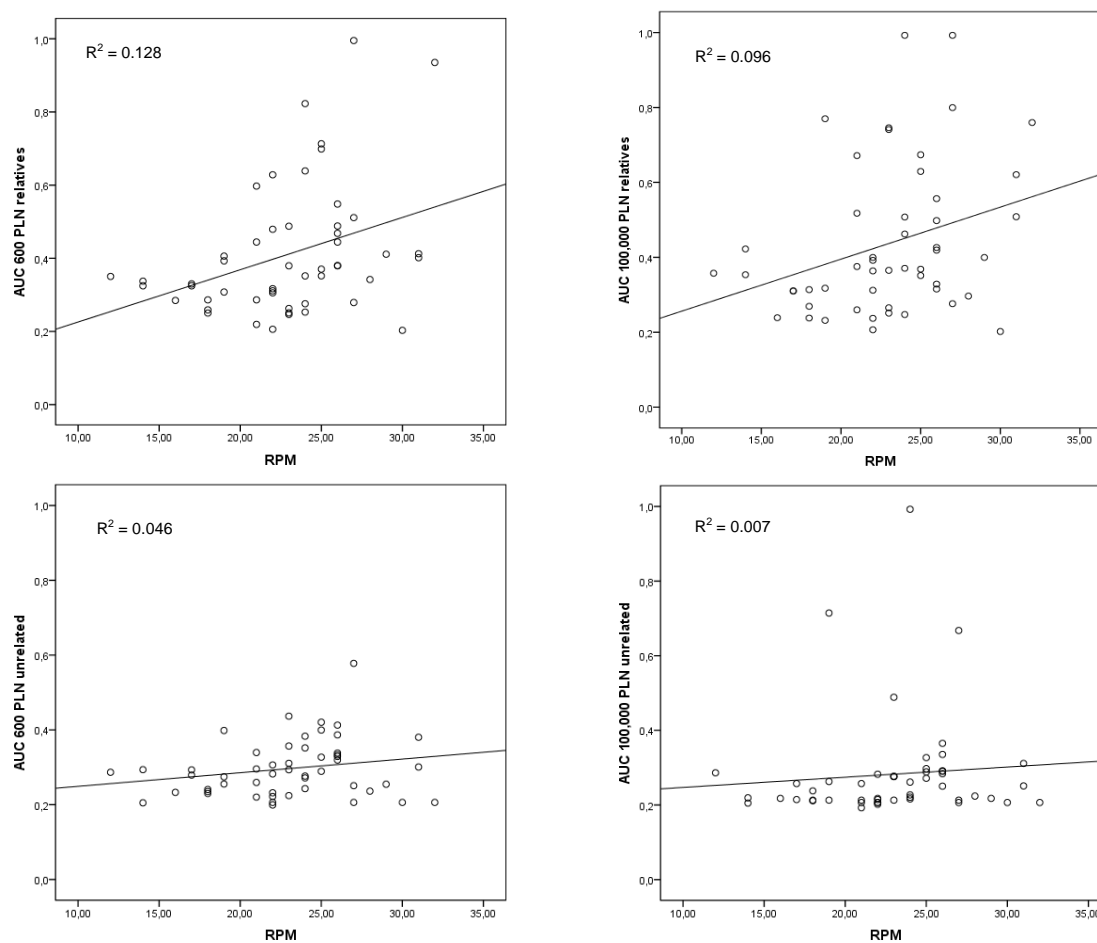 R² = 0.128
AUC 600 PLN relatives
1,0
0,8
0,6
0,4
0,2
0,0
10,00 15,00 20,00 25,00 30,00 35,00
RPM
R² = 0.096
AUC 100,000 PLN relatives
1,0
0,8
0,6
0,4
0,2
0,0
10,00 15,00 20,00 25,00 30,00 35,00
RPM
R² = 0.046
AUC 600 PLN unrelated
1,0
0,8
0,6
0,4
0,2
0,0
10,00 15,00 20,00 25,00 30,00 35,00
RPM
R² = 0.007
AUC 100,000 PLN unrelated
1,0
0,8
0,6
0,4
0,2
0,0
10,00 15,00 20,00 25,00 30,00 35,00
RPM